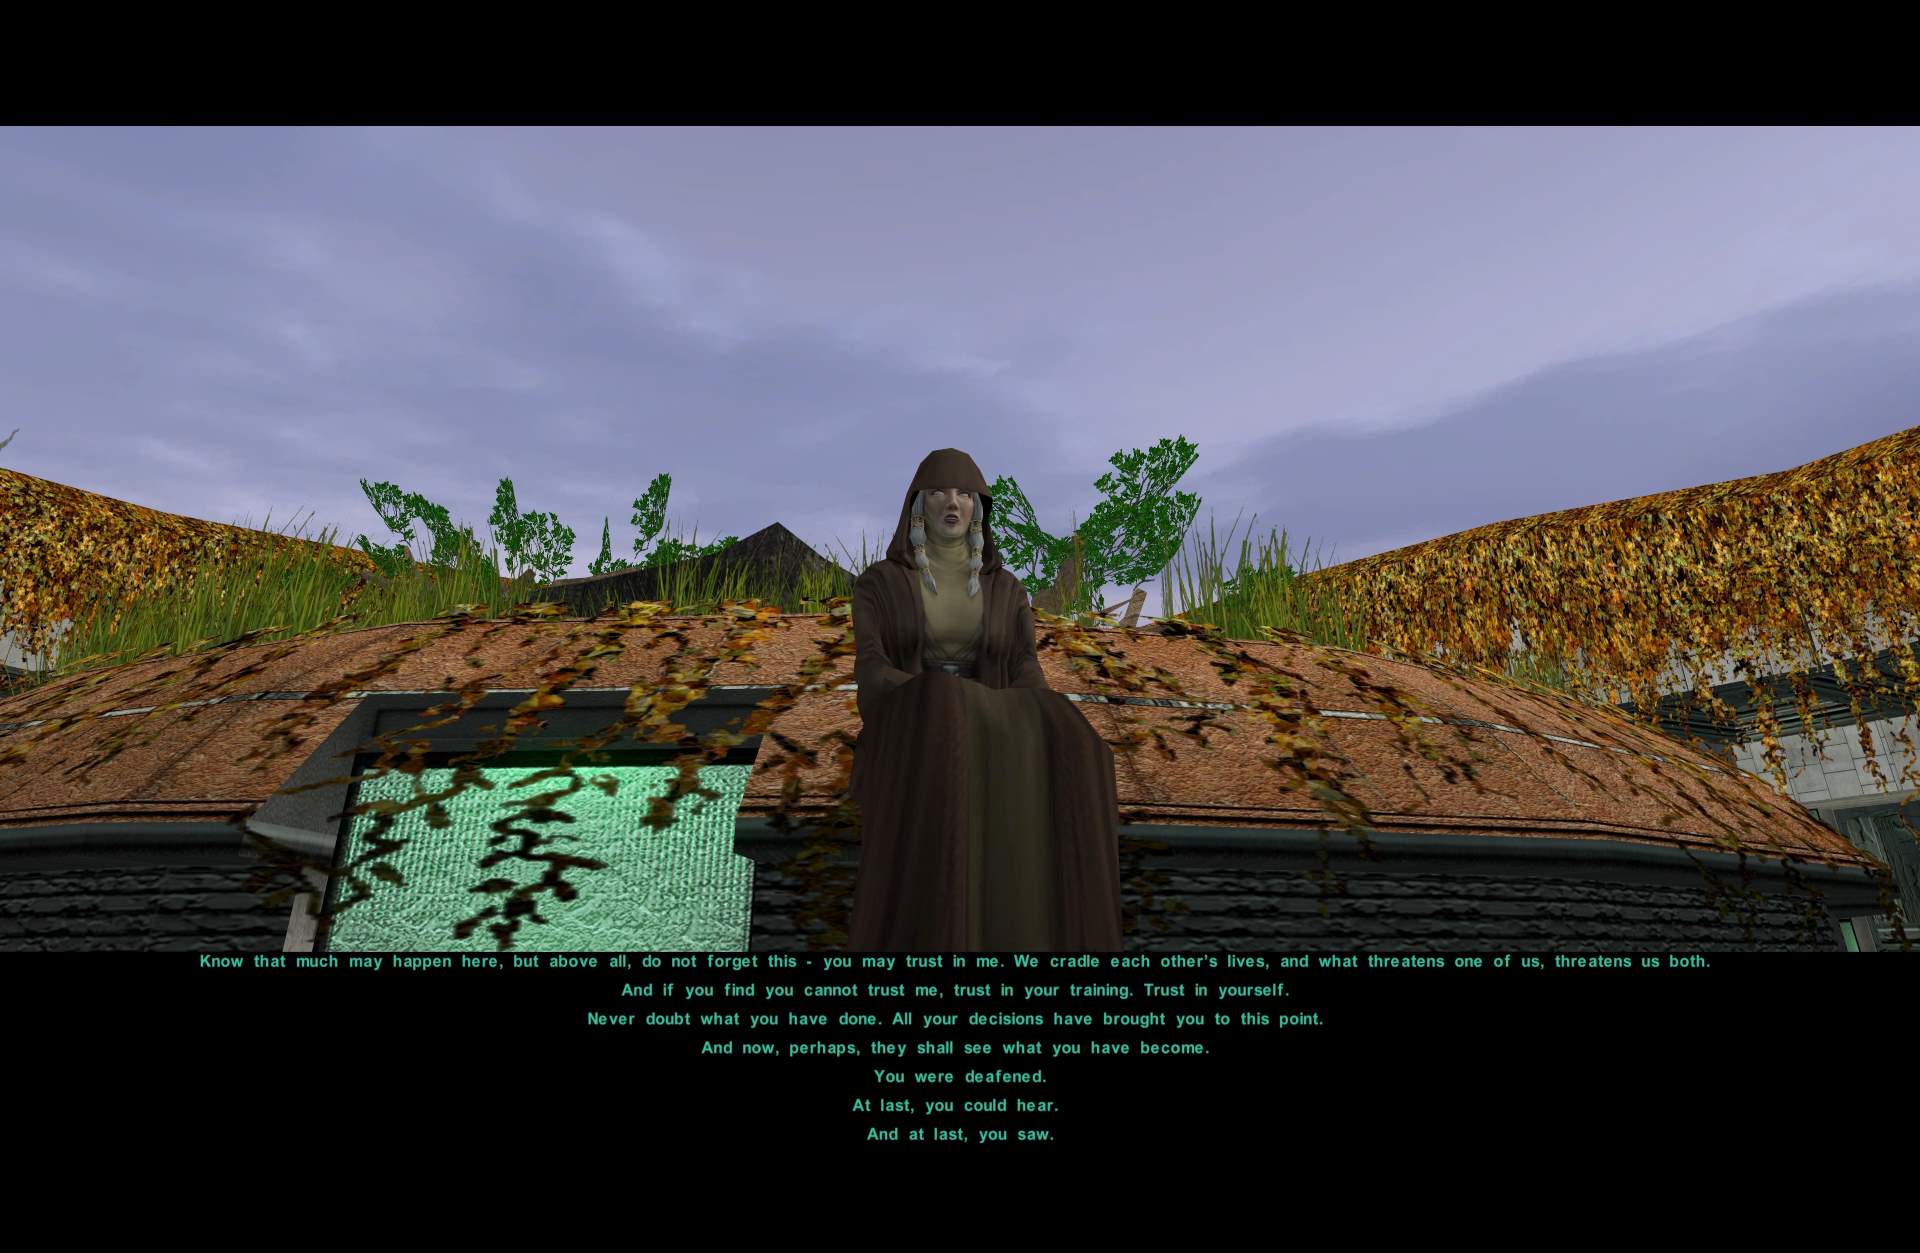 Know that much may happen here, but above all, do not forget this - you may trust in me. We cradle each other's lives, and what threatens one of us, threatens us both.
And if you find you cannot trust me, trust in your training. Trust in yourself.
Never doubt what you have done. All your decisions have brought you to this point.
And now, perhaps, they shall see what you have become.
You were deafened.
At last, you could hear.
And at last, you saw.